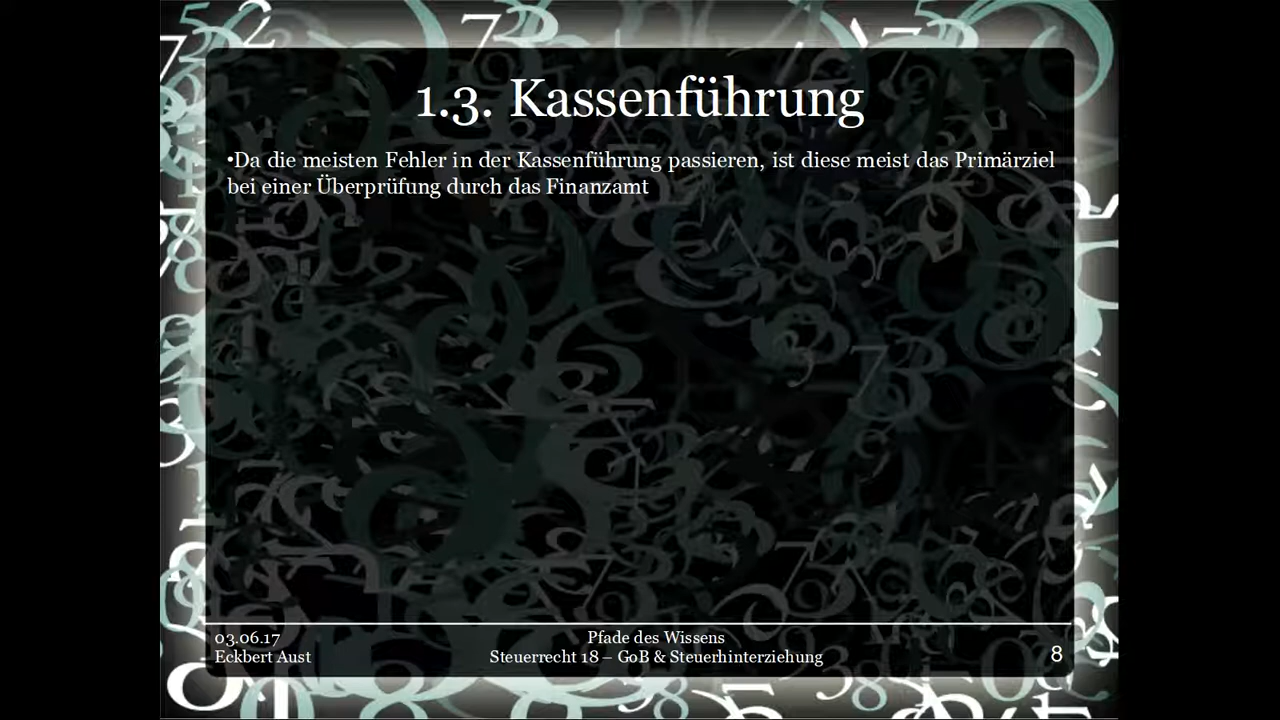 1.3. Kassenführung
•Da die meisten Fehler in der Kassenführung passieren, ist diese meist das Primärziel
bei einer Überprüfung durch das Finanzamt
03.06.17
Eckbert Aust
Pfade des Wissens
Steuerrecht 18 – GoB & Steuerhinterziehung
8